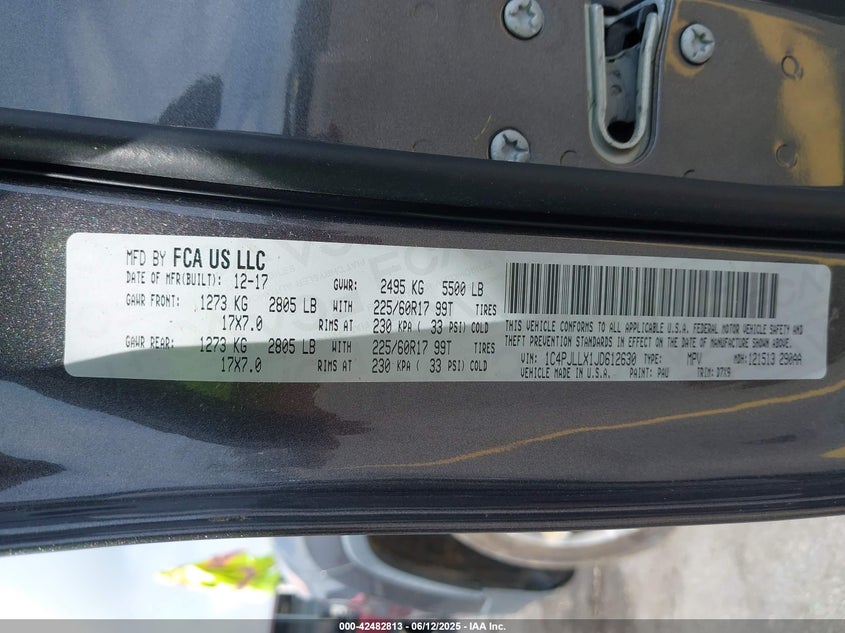 MFD BY FCA US LLC
DATE OF MFR(BUILT): 12-17 GVWR: 2495 KG 5500 LB
GAWR FRONT: 1273 KG 2805 LB WITH 225/60R17 99T TIRES
17X7.0 RIMS AT 230 KPA ( 33 PSI) COLD
GAWR REAR: 1273 KG 2805 LB WITH 225/60R17 99T TIRES
17X7.0 RIMS AT 230 KPA ( 33 PSI) COLD
THIS VEHICLE CONFORMS TO ALL APPLICABLE U.S.A. FEDERAL MOTOR VEHICLE SAFETY
AND THEFT PREVENTION STANDARDS IN EFFECT ON THE DATE OF MANUFACTURE SHOWN ABOVE.
VIN: 1C4PJLLX1JD612630 TYPE: MPV MDH: 121513 290AA
VEHICLE MADE IN U.S.A. PAINT: PAU TRIM: D7X9
000-42482813 - 06/12/2025 - IAA Inc.